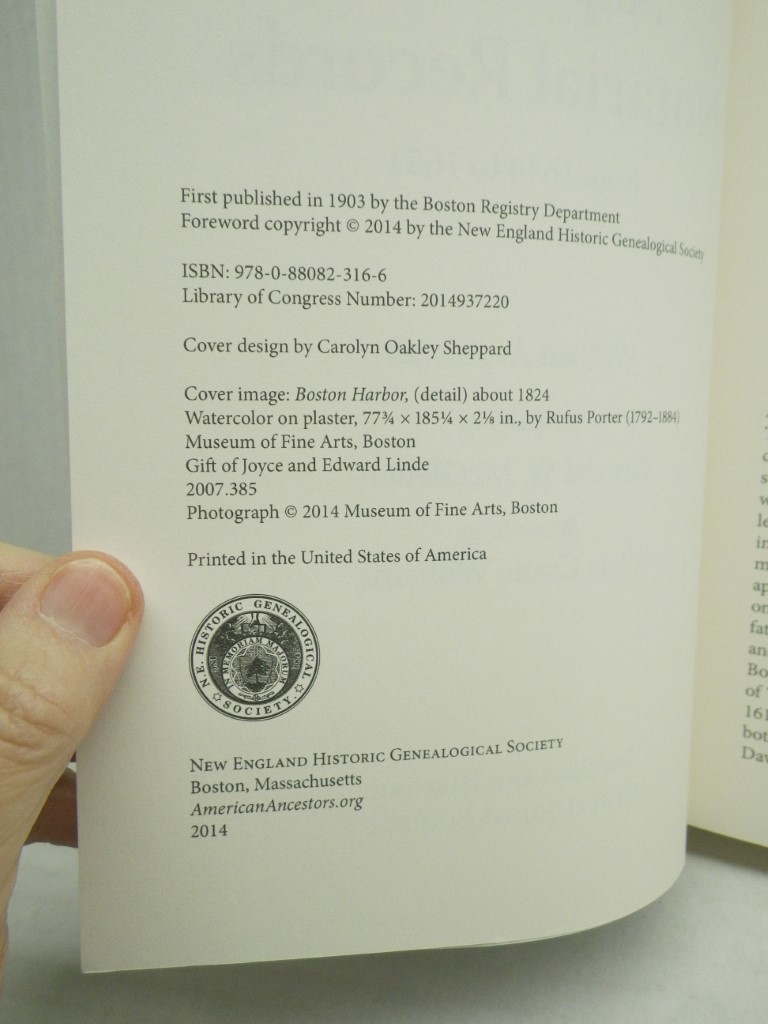 First published in 1903 by the Boston Registry Department
Foreword copyright © 2014 by the New England Historic Genealogical Society
ISBN: 978-0-88082-316-6
Library of Congress Number: 2014937220
Cover design by Carolyn Oakley Sheppard
Cover image: Boston Harbor, (detail) about 1824
Watercolor on plaster, 77¾ × 185¼ × 2⅛ in., by Rufus Porter (1792–1884)
Museum of Fine Arts, Boston
Gift of Joyce and Edward Linde
2007.385
Photograph © 2014 Museum of Fine Arts, Boston
Printed in the United States of America
N.E. HISTORIC GENEALOGICAL SOCIETY.
IN MEMORIAM MAJORUM
NEW ENGLAND HISTORIC GENEALOGICAL SOCIETY
Boston, Massachusetts
AmericanAncestors.org
2014